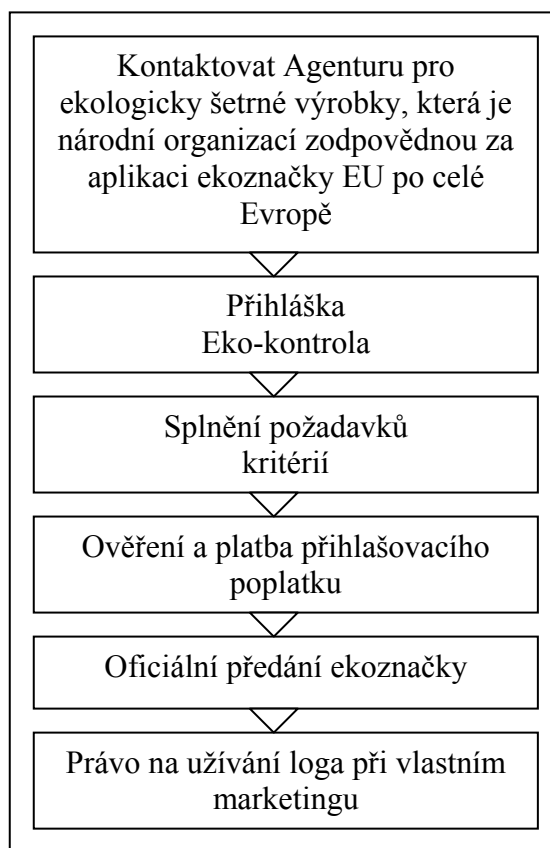 Kontaktovat Agenturu pro
ekologicky šetrné výrobky, která je
národní organizací zodpovědnou za
aplikaci ekoznačky EU po celé
Evropě
Přihláška
Eko-kontrola
Splnění požadavků
kritérií
Ověření a platba přihlašovacího
poplatku
Oficiální předání ekoznačky
Právo na užívání loga při vlastním
marketingu